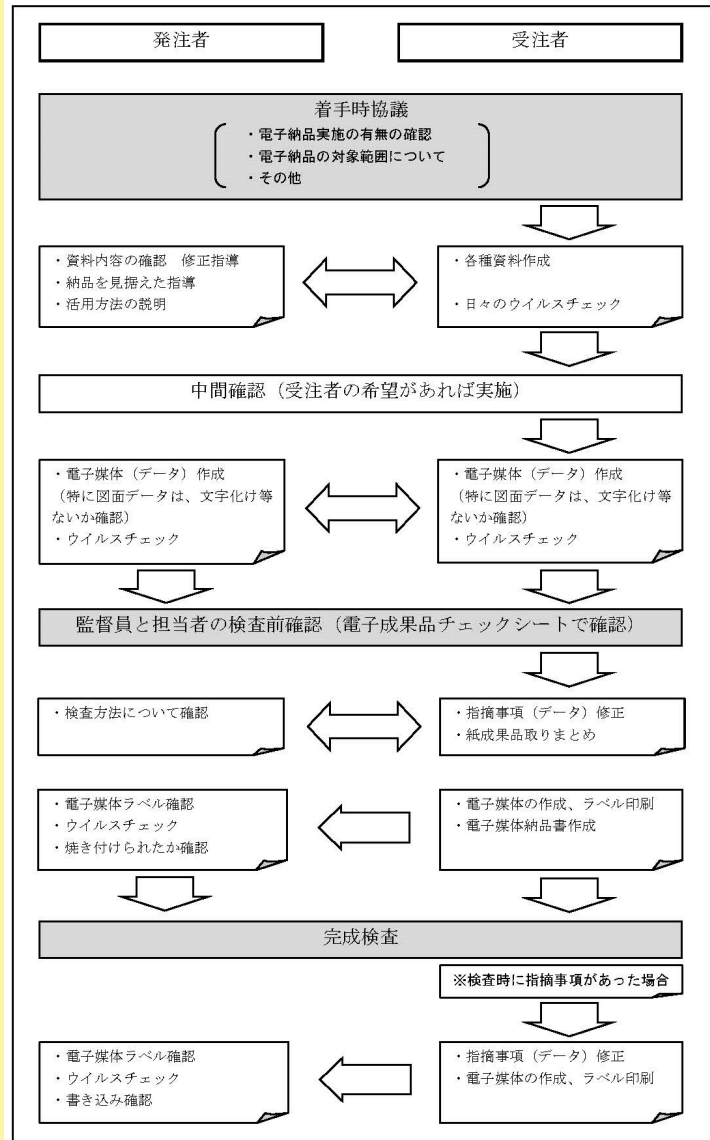 発注者
受注者
着手時協議
・電子納品実施の有無の確認
・電子納品の対象範囲について
・その他
・資料内容の確認　修正指導
・納品を見据えた指導
・活用方法の説明
・各種資料作成
・日々のウイルスチェック
中間確認（受注者の希望があれば実施）
・電子媒体（データ）作成
（特に図面データは、文字化け等
ないか確認）
・ウイルスチェック
・電子媒体（データ）作成
（特に図面データは、文字化け等
ないか確認）
・ウイルスチェック
監督員と担当者の検査前確認（電子成果品チェックシートで確認）
・検査方法について確認
・指摘事項（データ）修正
・紙成果品取りまとめ
・電子媒体ラベル確認
・ウイルスチェック
・焼き付けられたか確認
・電子媒体の作成、ラベル印刷
・電子媒体納品書作成
完成検査
※検査時に指摘事項があった場合
・電子媒体ラベル確認
・ウイルスチェック
・書き込み確認
・指摘事項（データ）修正
・電子媒体の作成、ラベル印刷